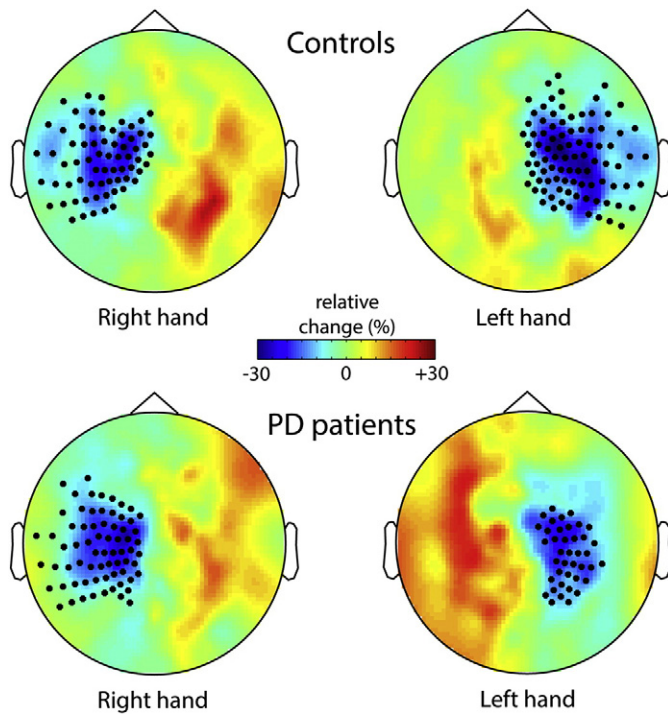 Controls
Right hand
Left hand
relative
change (%)
-30 0 +30
PD patients
Right hand
Left hand